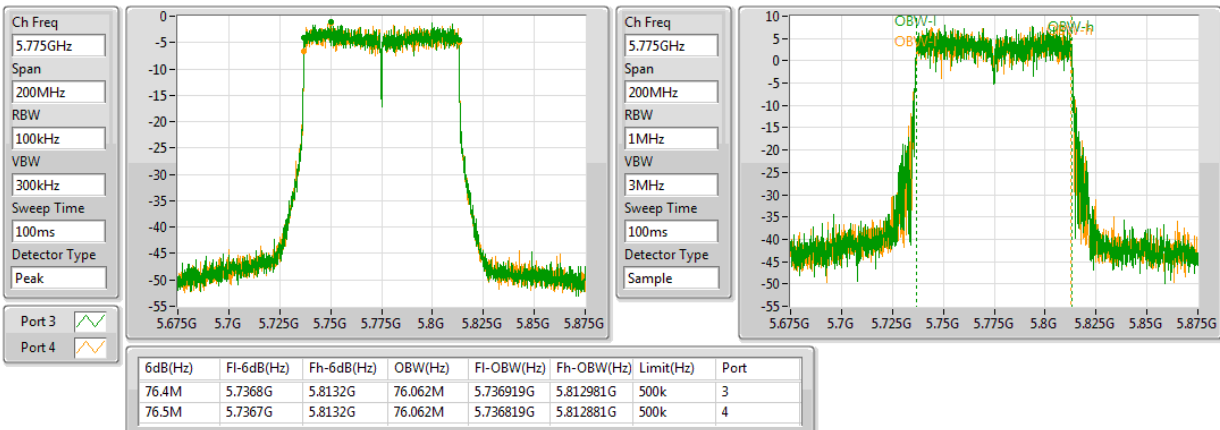 Ch Freq
5.775GHz
Span
200MHz
RBW
100kHz
VBW
300kHz
Sweep Time
100ms
Detector Type
Peak
Port 3
Port 4
0
-5
-10
-15
-20
-25
-30
-35
-40
-45
-50
-55
5.675G 5.7G 5.725G 5.75G 5.775G 5.8G 5.825G 5.85G 5.875G
Ch Freq
5.775GHz
Span
200MHz
RBW
1MHz
VBW
3MHz
Sweep Time
100ms
Detector Type
Sample
10
5
0
-5
-10
-15
-20
-25
-30
-35
-40
-45
-50
-55
OBW-l
OBW-l
OBW-h
5.675G 5.7G 5.725G 5.75G 5.775G 5.8G 5.825G 5.85G 5.875G
6dB(Hz) Fl-6dB(Hz) Fh-6dB(Hz) OBW(Hz) Fl-OBW(Hz) Fh-OBW(Hz) Limit(Hz) Port
76.4M 5.7368G 5.8132G 76.062M 5.736919G 5.812981G 500k 3
76.5M 5.7367G 5.8132G 76.062M 5.736819G 5.812881G 500k 4